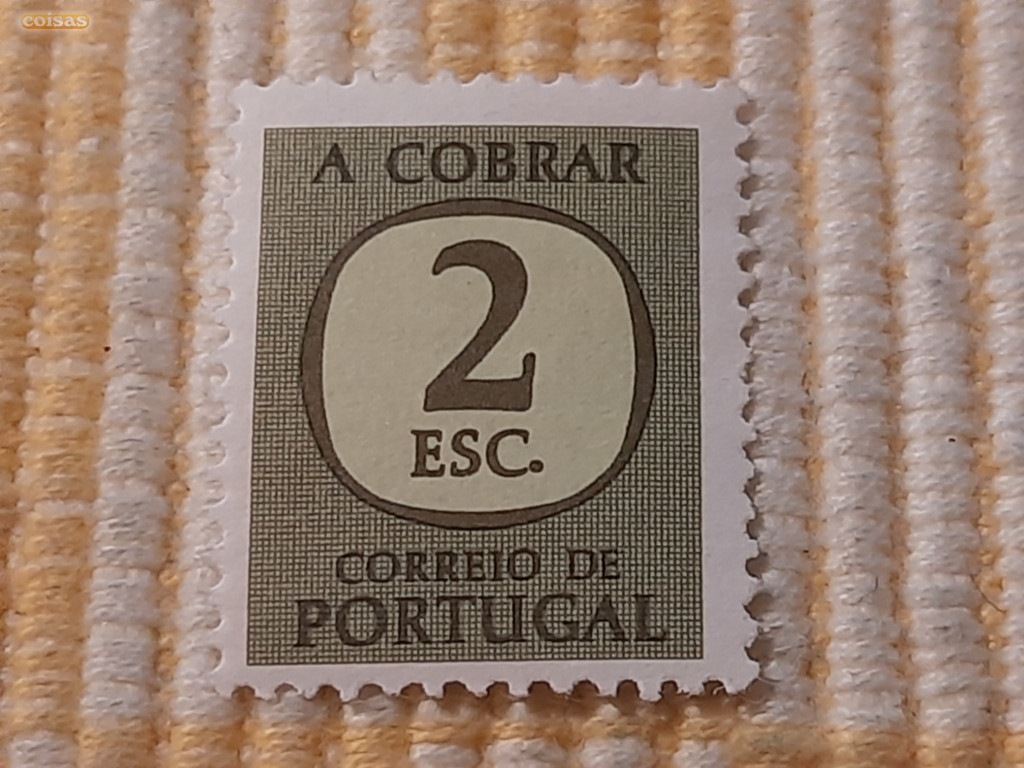 coisas
A COBRAR
2
ESC.
CORREIO DE
PORTUGAL